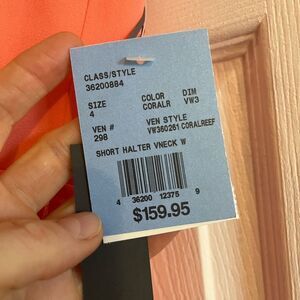 CLASS/STYLE
36200884
SIZE COLOR DIM
4 CORALR VW3
VEN # VEN STYLE
298 VW360261 CORALREEF
SHORT HALTER VNECK W
4 36200 12375 9
$159.95